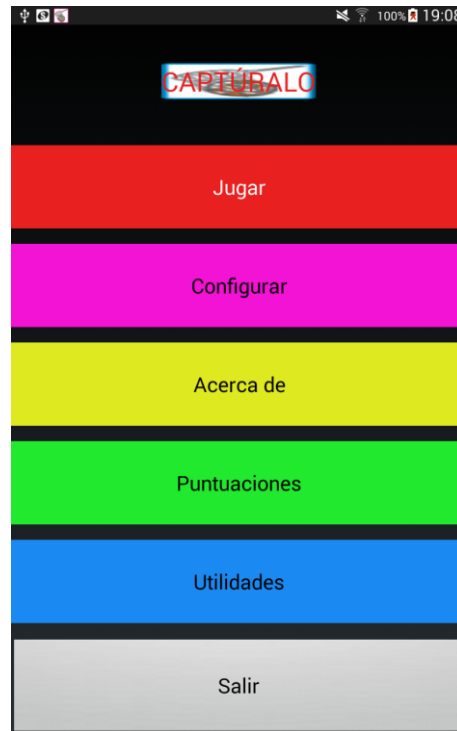 100% 19:08
CAPTÚRALO
Jugar
Configurar
Acerca de
Puntuaciones
Utilidades
Salir